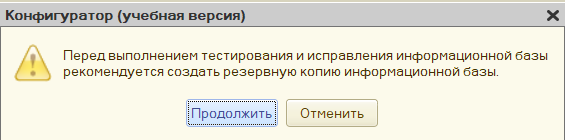 Конфигуратор (учебная версия)
Перед выполнением тестирования и исправления информационной базы
рекомендуется создать резервную копию информационной базы.
Продолжить Отменить